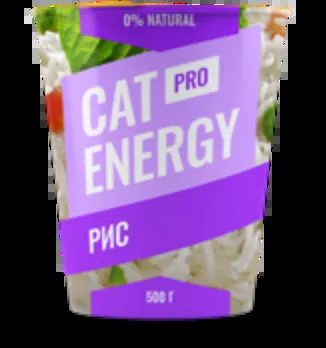 0% NATURAL
CAT PRO
ENERGY
РИС
500 Г